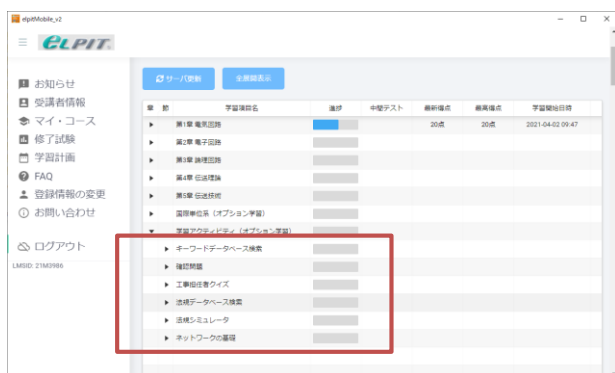 elpitMobile_v2
ELPIT.
お知らせ
受講者情報
マイ・コース
修了試験
学習計画
FAQ
登録情報の変更
お問い合わせ
ログアウト
LMSID: 21M3986
サーバ更新 全展開表示
章 節 学習項目名 進捗 中間テスト 最新得点 最高得点 学習開始日時
第1章 電気回路 20点 20点 2021-04-02 09:47
第2章 電子回路
第3章 論理回路
第4章 伝送理論
第5章 伝送技術
国際単位系（オプション学習）
学習アクティビティ（オプション学習）
キーワードデータベース検索
確認問題
工事担任者クイズ
法規データベース検索
法規シミュレータ
ネットワークの基礎